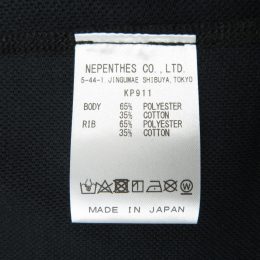 NEPENTHES CO., LTD.
5-44-1 JINGUMAE SHIBUYA, TOKYO
KP911
BODY 65% POLYESTER
35% COTTON
RIB 65% POLYESTER
35% COTTON
MADE IN JAPAN